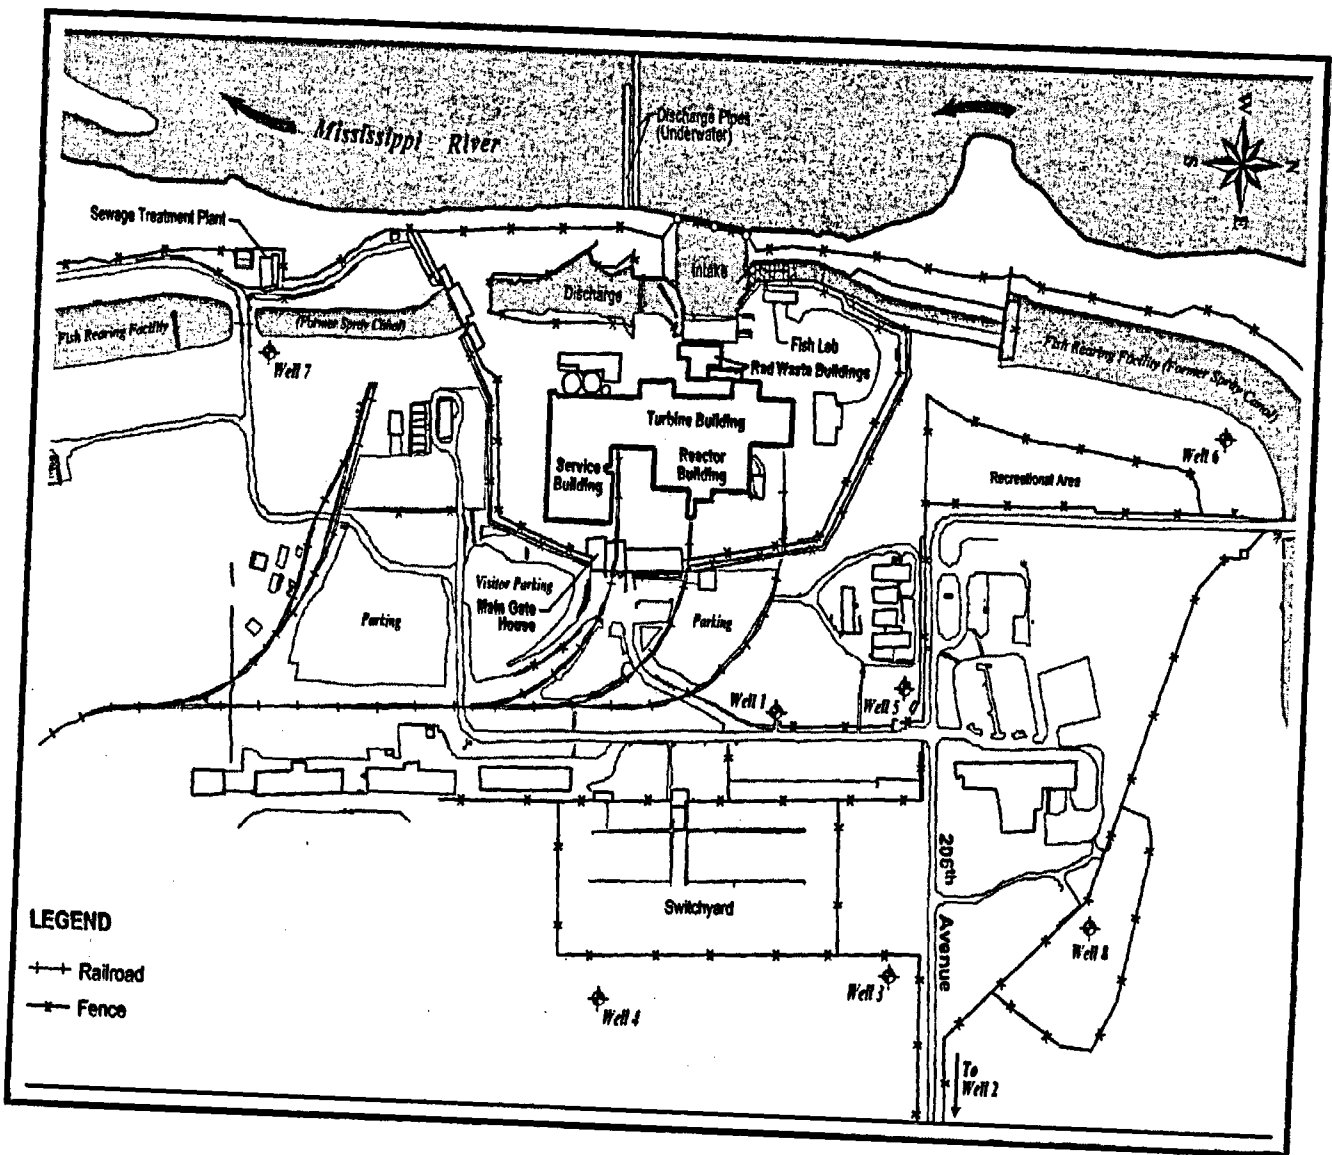 W
N
S
E
Mississippi River
Discharge Pipes
(Underwater)
Sewage Treatment Plant
Intake
Discharge
Fish Rearing Facility
(Former Spray Canal)
Fish Lab
Rad Waste Buildings
Fish Rearing Facility (Former Spray Canal)
Well 7
Turbine Building
Reactor
Building
Service
Building
Well 6
Recreational Area
Visitor Parking
Main Gate
House
Parking
Parking
Well 1
Well 5
Switchyard
206th Avenue
Well 8
Well 3
Well 4
To
Well 2
LEGEND
Railroad
Fence